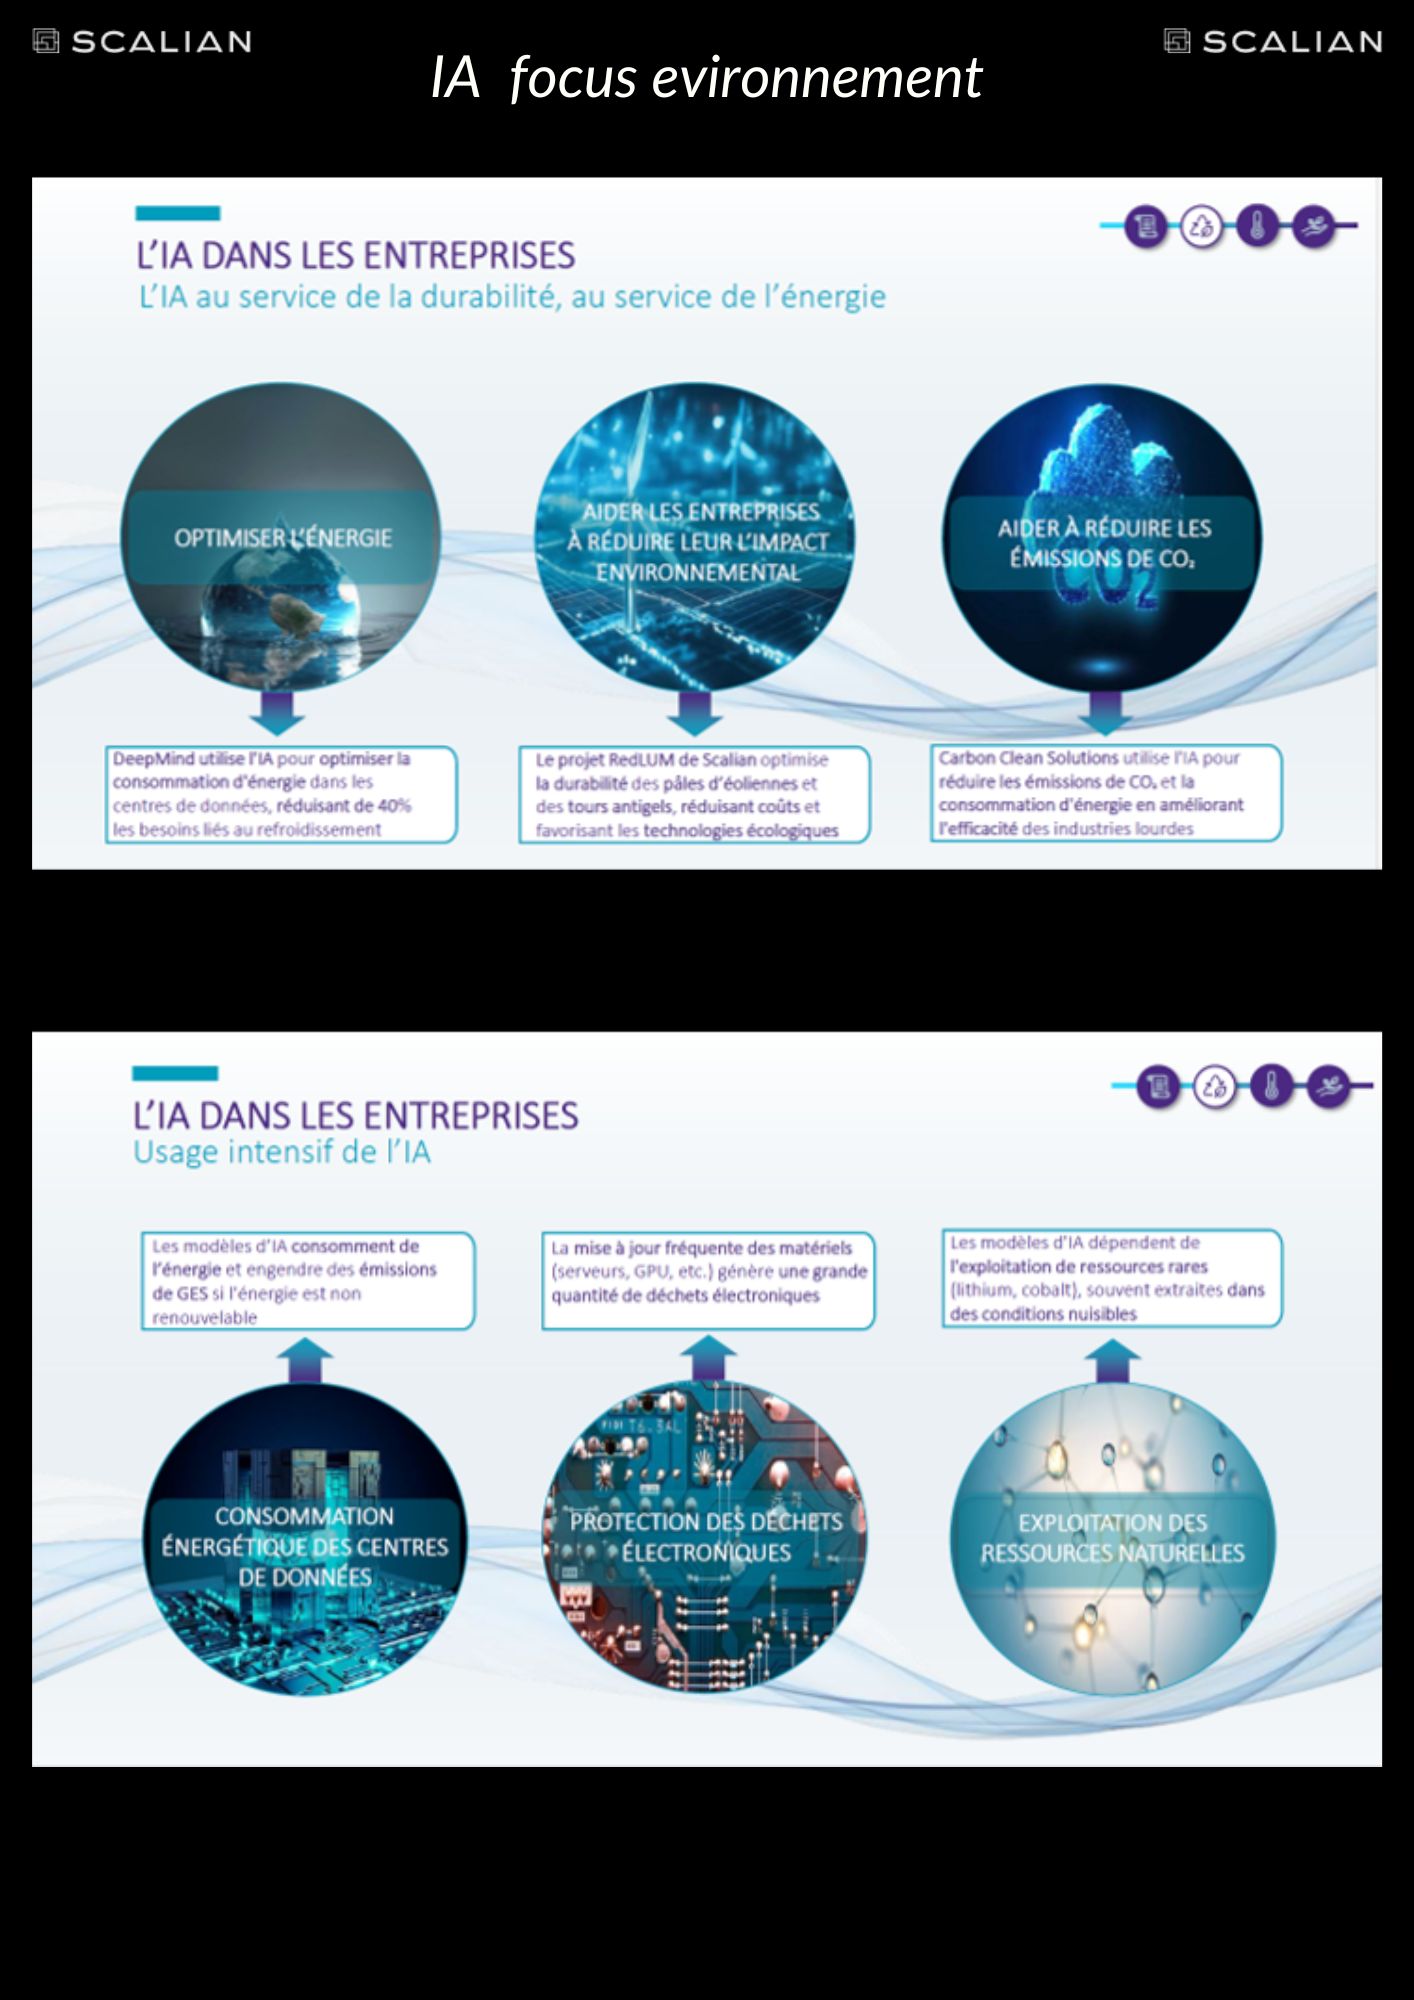 SCALIAN
SCALIAN
IA focus evironnement
L'IA DANS LES ENTREPRISES
L'IA au service de la durabilité, au service de l'énergie
OPTIMISER L'ÉNERGIE
AIDER LES ENTREPRISES
À RÉDUIRE LEUR L'IMPACT
ENVIRONNEMENTAL
AIDER À RÉDUIRE LES
ÉMISSIONS DE CO₂
CO2
DeepMind utilise l'IA pour optimiser la
consommation d'énergie dans les
centres de données, réduisant de 40%
les besoins liés au refroidissement
Le projet RedLUM de Scalian optimise
la durabilité des pâles d'éoliennes et
des tours antigels, réduisant coûts et
favorisant les technologies écologiques
Carbon Clean Solutions utilise l'IA pour
réduire les émissions de CO₂ et la
consommation d'énergie en améliorant
l'efficacité des industries lourdes
L'IA DANS LES ENTREPRISES
Usage intensif de l'IA
Les modèles d'IA consomment de
l'énergie et engendre des émissions
de GES si l'énergie est non
renouvelable
La mise à jour fréquente des matériels
(serveurs, GPU, etc.) génère une grande
quantité de déchets électroniques
Les modèles d'IA dépendent de
l'exploitation de ressources rares
(lithium, cobalt), souvent extraites dans
des conditions nuisibles
CONSOMMATION
ÉNERGÉTIQUE DES CENTRES
DE DONNÉES
PROTECTION DES DÉCHETS
ÉLECTRONIQUES
EXPLOITATION DES
RESSOURCES NATURELLES